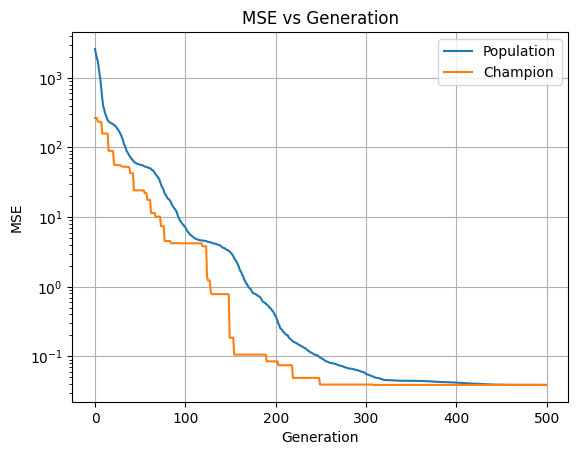 MSE vs Generation
Population
Champion
MSE
10³
10²
10¹
10⁰
10⁻¹
0 100 200 300 400 500
Generation